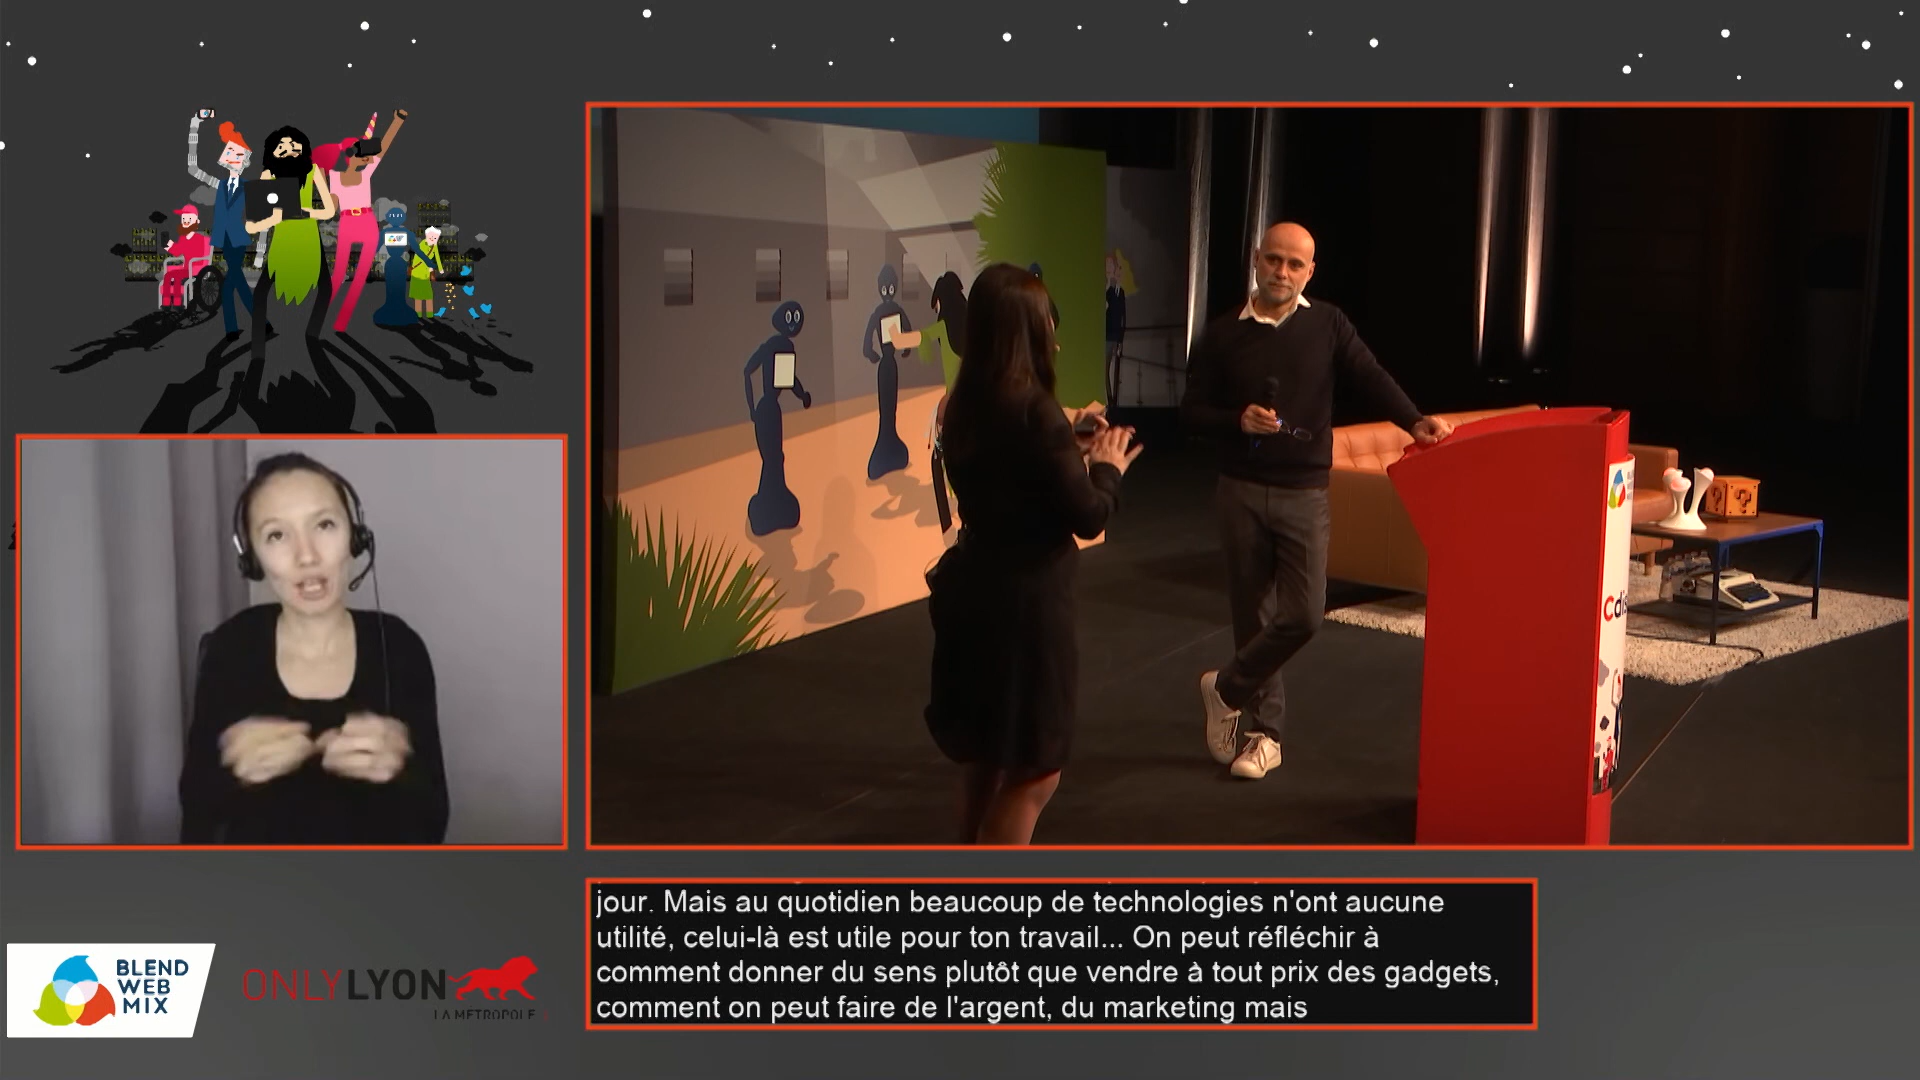 jour. Mais au quotidien beaucoup de technologies n'ont aucune
utilité, celui-là est utile pour ton travail... On peut réfléchir à
comment donner du sens plutôt que vendre à tout prix des gadgets,
comment on peut faire de l'argent, du marketing mais
BLEND
WEB
MIX
ONLYLYON
LA METROPOLE
? ?